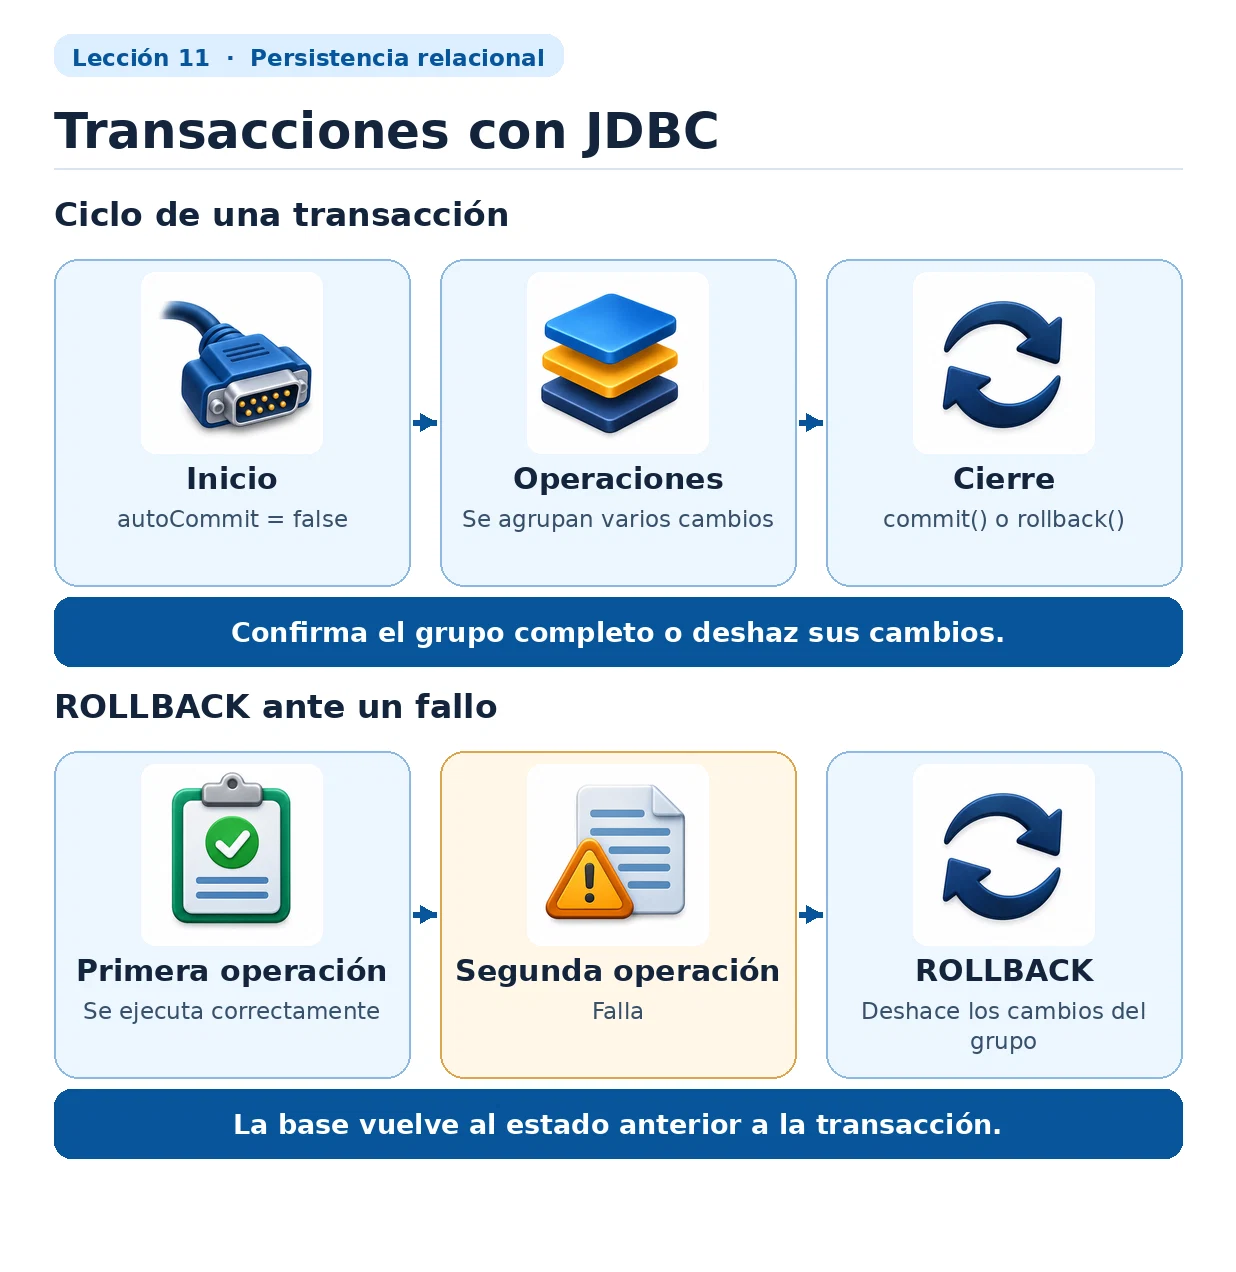 Lección 11 · Persistencia relacional
Transacciones con JDBC
Ciclo de una transacción
Inicio
autoCommit = false
Operaciones
Se agrupan varios cambios
Cierre
commit() o rollback()
Confirma el grupo completo o deshaz sus cambios.
ROLLBACK ante un fallo
Primera operación
Se ejecuta correctamente
Segunda operación
Falla
ROLLBACK
Deshace los cambios del
grupo
La base vuelve al estado anterior a la transacción.